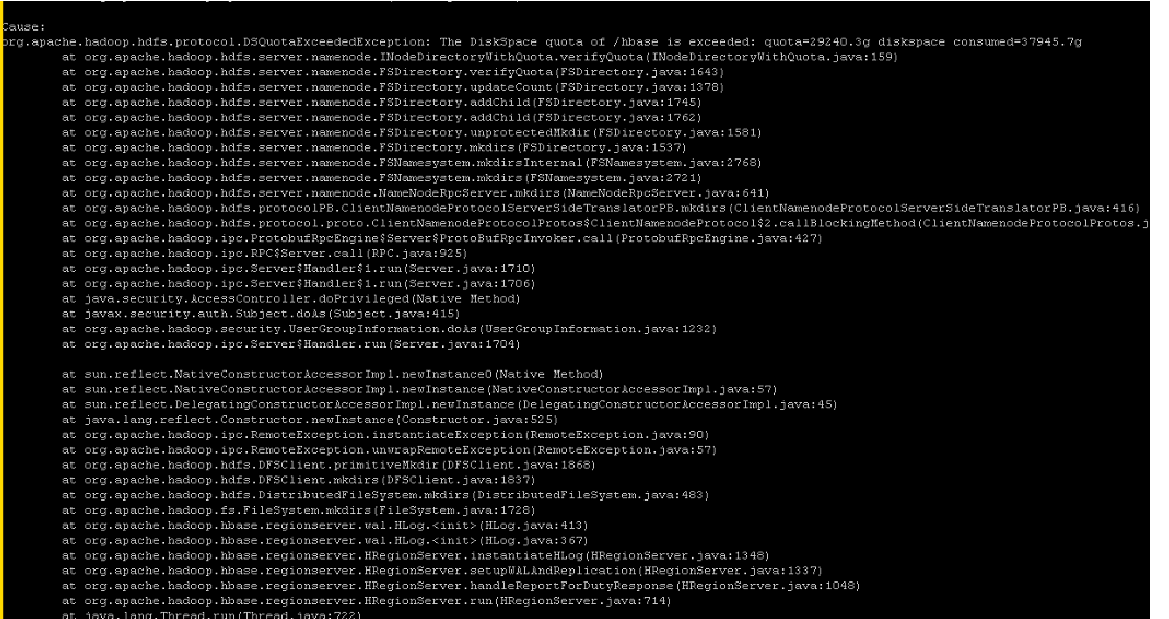 Cause:
org.apache.hadoop.hdfs.protocol.DSQuotaExceededException: The DiskSpace quota of /hbase is exceeded: quota=29240.3g diskspace consumed=37945.7g
at org.apache.hadoop.hdfs.server.namenode.INodeDirectoryWithQuota.verifyQuota(INodeDirectoryWithQuota.java:159)
at org.apache.hadoop.hdfs.server.namenode.FSDirectory.verifyQuota(FSDirectory.java:1643)
at org.apache.hadoop.hdfs.server.namenode.FSDirectory.updateCount(FSDirectory.java:1378)
at org.apache.hadoop.hdfs.server.namenode.FSDirectory.addChild(FSDirectory.java:1745)
at org.apache.hadoop.hdfs.server.namenode.FSDirectory.addChild(FSDirectory.java:1762)
at org.apache.hadoop.hdfs.server.namenode.FSDirectory.unprotectedMkdir(FSDirectory.java:1581)
at org.apache.hadoop.hdfs.server.namenode.FSDirectory.mkdirs(FSDirectory.java:1537)
at org.apache.hadoop.hdfs.server.namenode.FSNamesystem.mkdirsInternal(FSNamesystem.java:2768)
at org.apache.hadoop.hdfs.server.namenode.FSNamesystem.mkdirs(FSNamesystem.java:2721)
at org.apache.hadoop.hdfs.server.namenode.NameNodeRpcServer.mkdirs(NameNodeRpcServer.java:641)
at org.apache.hadoop.hdfs.protocolPB.ClientNamenodeProtocolServerSideTranslatorPB.mkdirs(ClientNamenodeProtocolServerSideTranslatorPB.java:416)
at org.apache.hadoop.hdfs.protocol.proto.ClientNamenodeProtocolProtos$ClientNamenodeProtocol$2.callBlockingMethod(ClientNamenodeProtocolProtos.j
at org.apache.hadoop.ipc.ProtobufRpcEngine$Server$ProtoBufRpcInvoker.call(ProtobufRpcEngine.java:427)
at org.apache.hadoop.ipc.RPC$Server.call(RPC.java:925)
at org.apache.hadoop.ipc.Server$Handler$1.run(Server.java:1710)
at org.apache.hadoop.ipc.Server$Handler$1.run(Server.java:1706)
at java.security.AccessController.doPrivileged(Native Method)
at javax.security.auth.Subject.doAs(Subject.java:415)
at org.apache.hadoop.security.UserGroupInformation.doAs(UserGroupInformation.java:1232)
at org.apache.hadoop.ipc.Server$Handler.run(Server.java:1704)
at sun.reflect.NativeConstructorAccessorImpl.newInstance0(Native Method)
at sun.reflect.NativeConstructorAccessorImpl.newInstance(NativeConstructorAccessorImpl.java:57)
at sun.reflect.DelegatingConstructorAccessorImpl.newInstance(DelegatingConstructorAccessorImpl.java:45)
at java.lang.reflect.Constructor.newInstance(Constructor.java:525)
at org.apache.hadoop.ipc.RemoteException.instantiateException(RemoteException.java:90)
at org.apache.hadoop.ipc.RemoteException.unwrapRemoteException(RemoteException.java:57)
at org.apache.hadoop.hdfs.DFSClient.primitiveMkdir(DFSClient.java:1868)
at org.apache.hadoop.hdfs.DFSClient.mkdirs(DFSClient.java:1837)
at org.apache.hadoop.hdfs.DistributedFileSystem.mkdirs(DistributedFileSystem.java:483)
at org.apache.hadoop.fs.FileSystem.mkdirs(FileSystem.java:1728)
at org.apache.hadoop.hbase.regionserver.wal.HLog.<init>(HLog.java:413)
at org.apache.hadoop.hbase.regionserver.wal.HLog.<init>(HLog.java:367)
at org.apache.hadoop.hbase.regionserver.HRegionServer.instantiateHLog(HRegionServer.java:1348)
at org.apache.hadoop.hbase.regionserver.HRegionServer.setupWALAndReplication(HRegionServer.java:1337)
at org.apache.hadoop.hbase.regionserver.HRegionServer.handleReportForDutyResponse(HRegionServer.java:1048)
at org.apache.hadoop.hbase.regionserver.HRegionServer.run(HRegionServer.java:714)
at java.lang.Thread.run(Thread.java:722)